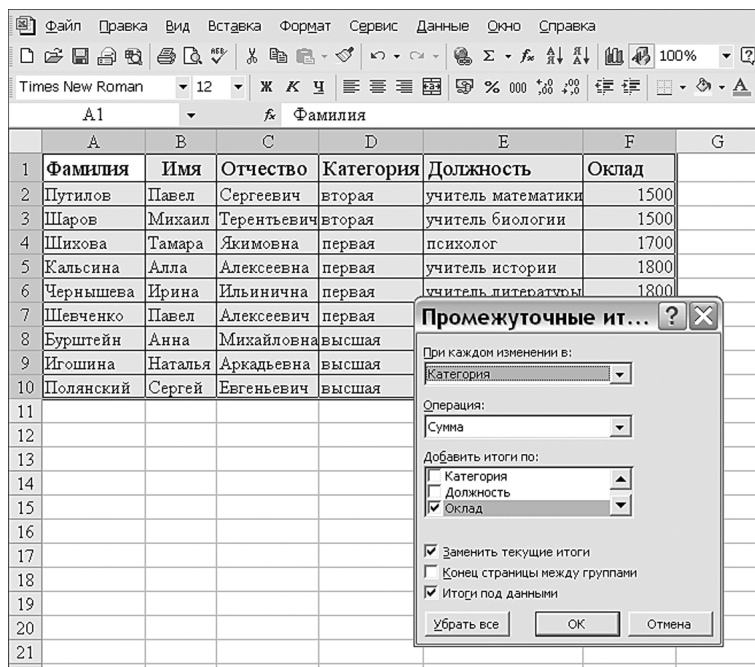 Файл Правка Вид Вставка Формат Сервис Данные Окно Справка
100%
Times New Roman 12 Ж К Ч % 000
A1 fx Фамилия
A B C D E F G
1 Фамилия Имя Отчество Категория Должность Оклад
2 Путилов Павел Сергеевич вторая учитель математики 1500
3 Шаров Михаил Терентьевич вторая учитель биологии 1500
4 Шихова Тамара Якимовна первая психолог 1700
5 Кальсина Алла Алексеевна первая учитель истории 1800
6 Чернышева Ирина Ильинична первая учитель литературы 1800
7 Шевченко Павел Алексеевич первая
8 Бурштейн Анна Михайловна высшая
9 Игошина Наталья Аркадьевна высшая
10 Полянский Сергей Евгеньевич высшая
11
12
13
14
15
16
17
18
19
20
21
Промежуточные ит... ? X
При каждом изменении в:
Категория
Операция:
Сумма
Добавить итоги по:
Категория
Должность
Оклад
Заменить текущие итоги
Конец страницы между группами
Итоги под данными
Убрать все ОК Отмена